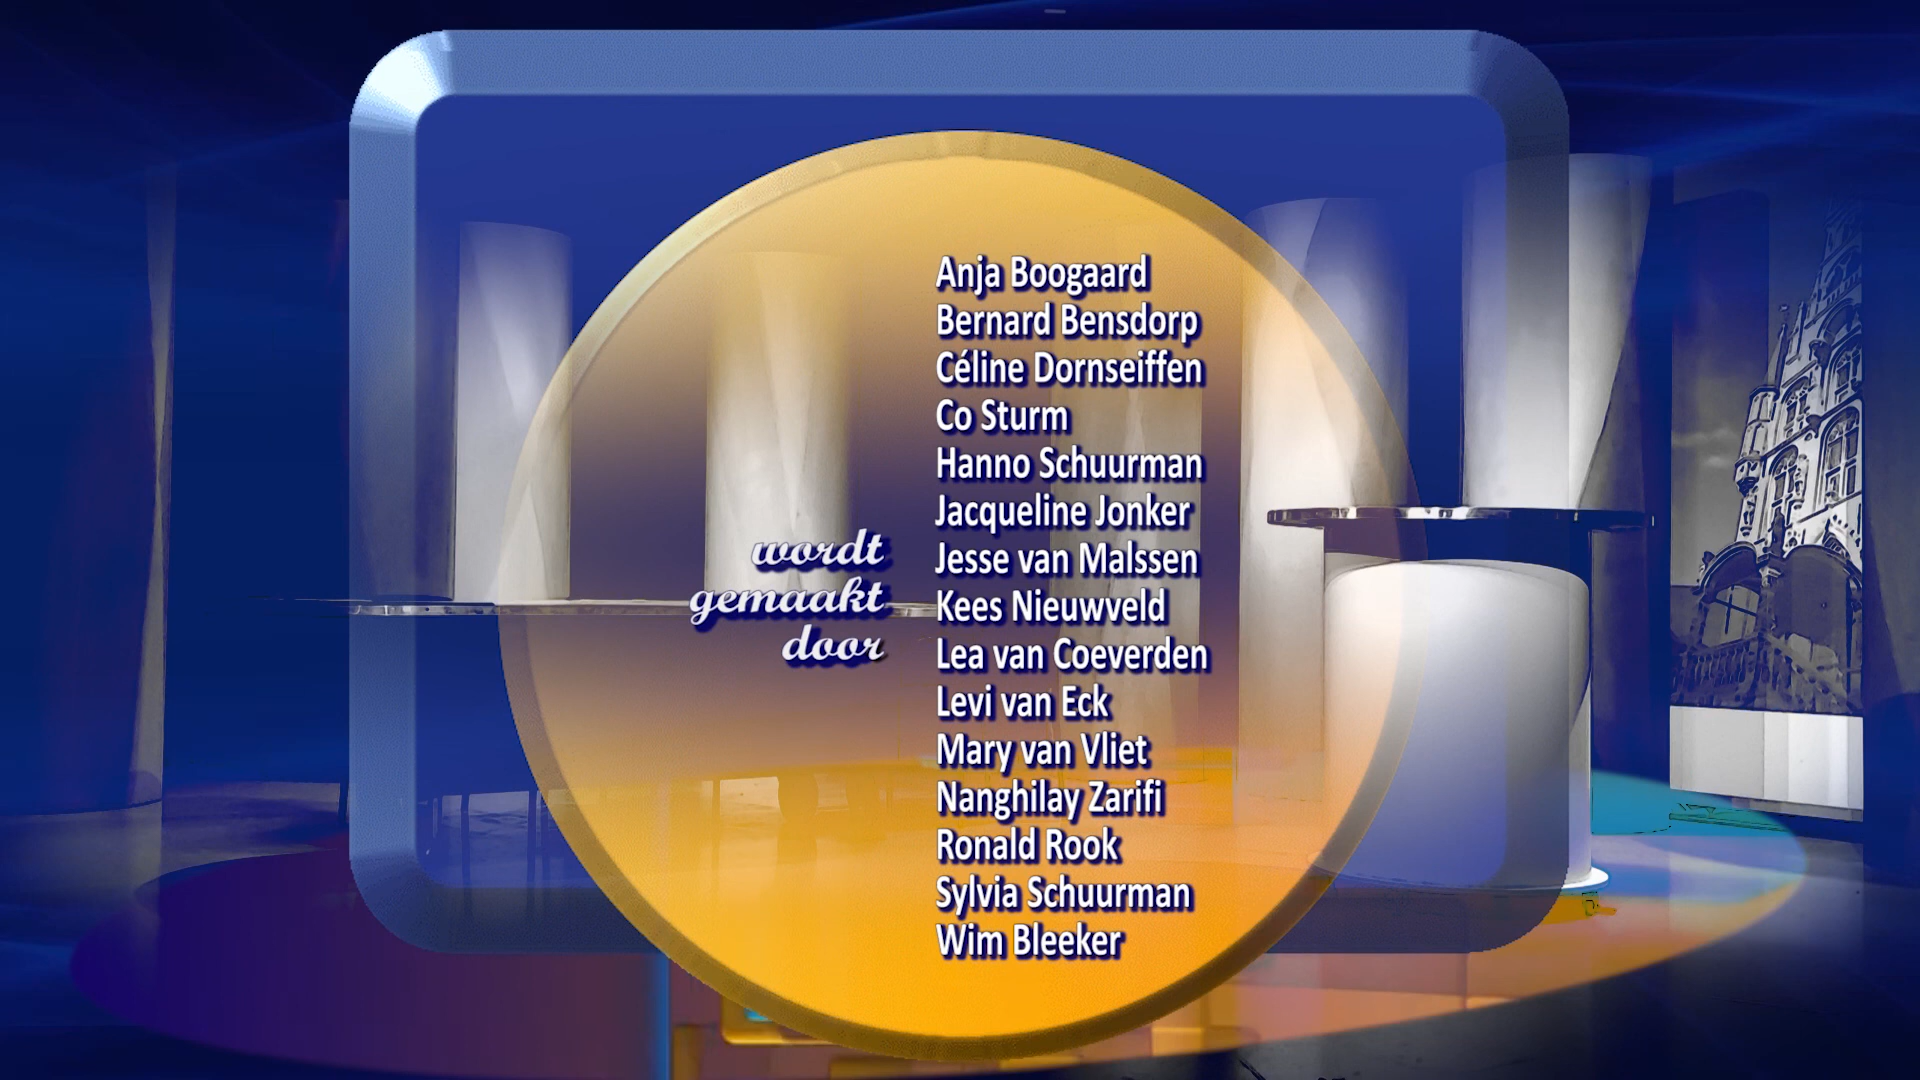 wordt
gemaakt
door
Anja Boogaard
Bernard Bensdorp
Céline Dornseiffen
Co Sturm
Hanno Schuurman
Jacqueline Jonker
Jesse van Malssen
Kees Nieuwveld
Lea van Coeverden
Levi van Eck
Mary van Vliet
Nanghilay Zarifi
Ronald Rook
Sylvia Schuurman
Wim Bleeker